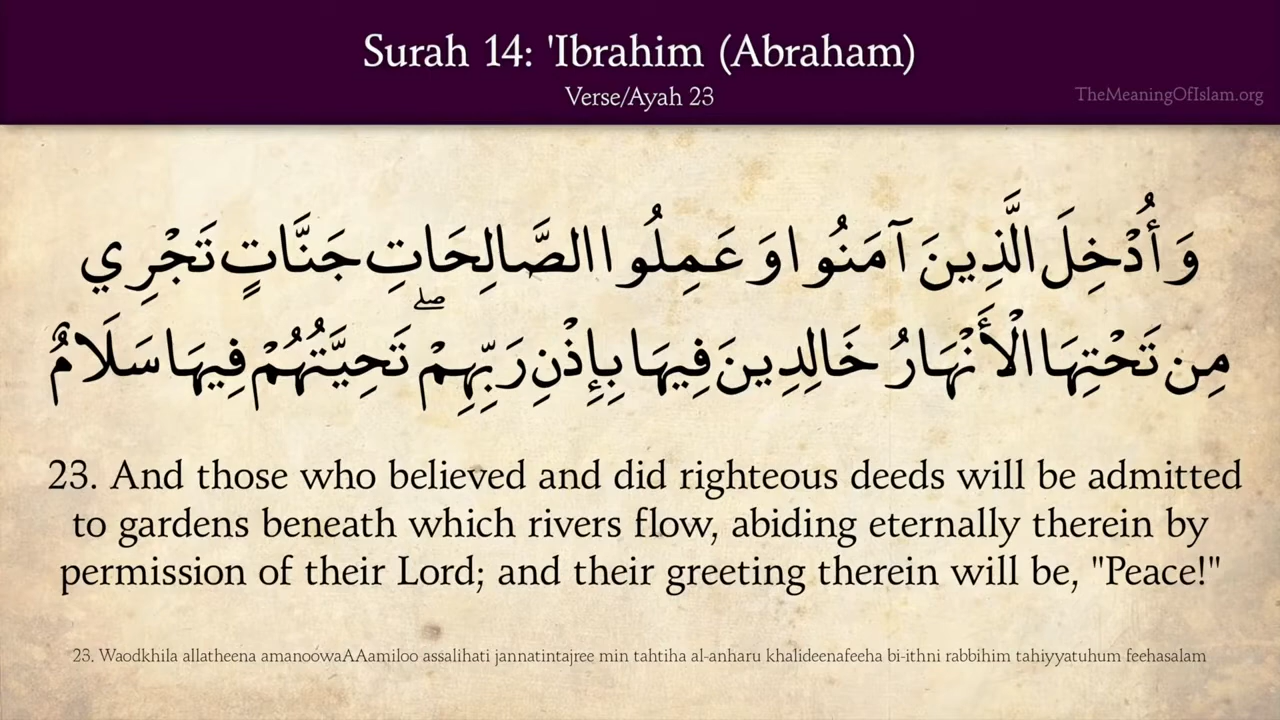 Surah 14: 'Ibrahim (Abraham)
Verse/Ayah 23
TheMeaningOfIslam.org
وَأُدْخِلَ الَّذِينَ آمَنُوا وَعَمِلُوا الصَّالِحَاتِ جَنَّاتٍ تَجْرِي
مِن تَحْتِهَا الْأَنْهَارُ خَالِدِينَ فِيهَا بِإِذْنِ رَبِّهِمْ ۖ تَحِيَّتُهُمْ فِيهَا سَلَامٌ
23. And those who believed and did righteous deeds will be admitted
to gardens beneath which rivers flow, abiding eternally therein by
permission of their Lord; and their greeting therein will be, "Peace!"
23. Waodkhila allatheena amanoowaAAamiloo assalihati jannatintajree min tahtiha al-anharu khalideenafeeha bi-ithni rabbihim tahiyyatuhum feehasalam